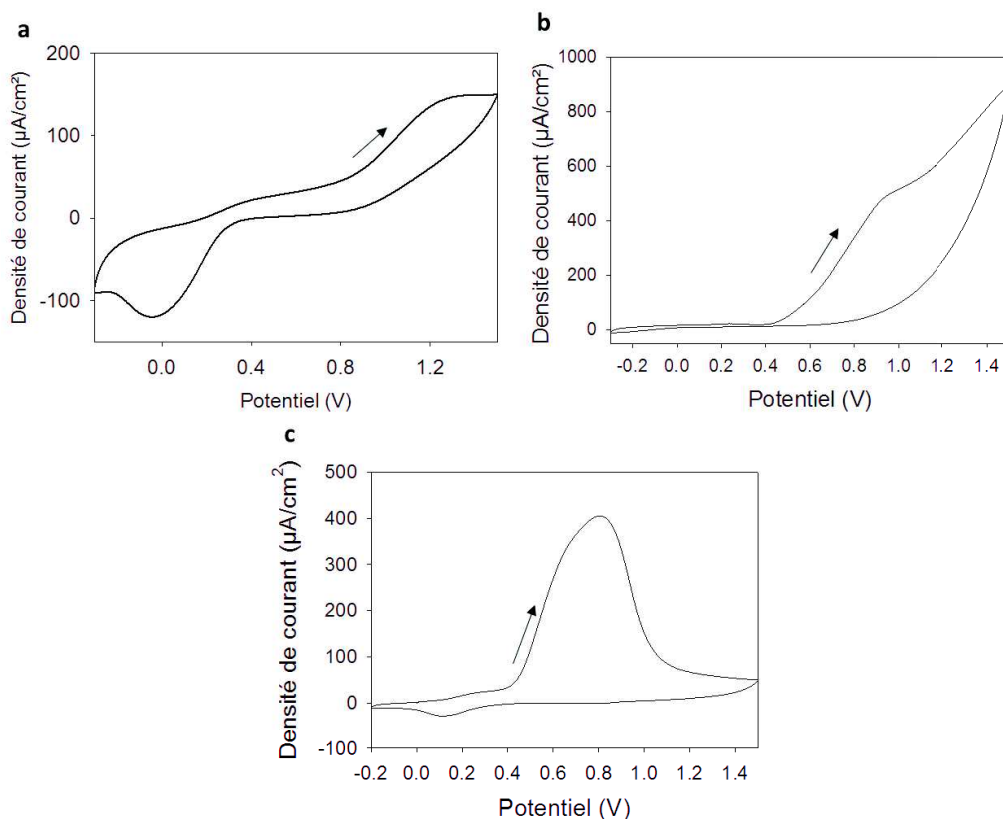 a
Densité de courant (µA/cm²)
200
100
0
-100
0.0 0.4 0.8 1.2
Potentiel (V)
b
Densité de courant (µA/cm²)
1000
800
600
400
200
0
-0.2 0.0 0.2 0.4 0.6 0.8 1.0 1.2 1.4
Potentiel (V)
c
Densité de courant (µA/cm²)
500
400
300
200
100
0
-100
-0.2 0.0 0.2 0.4 0.6 0.8 1.0 1.2 1.4
Potentiel (V)